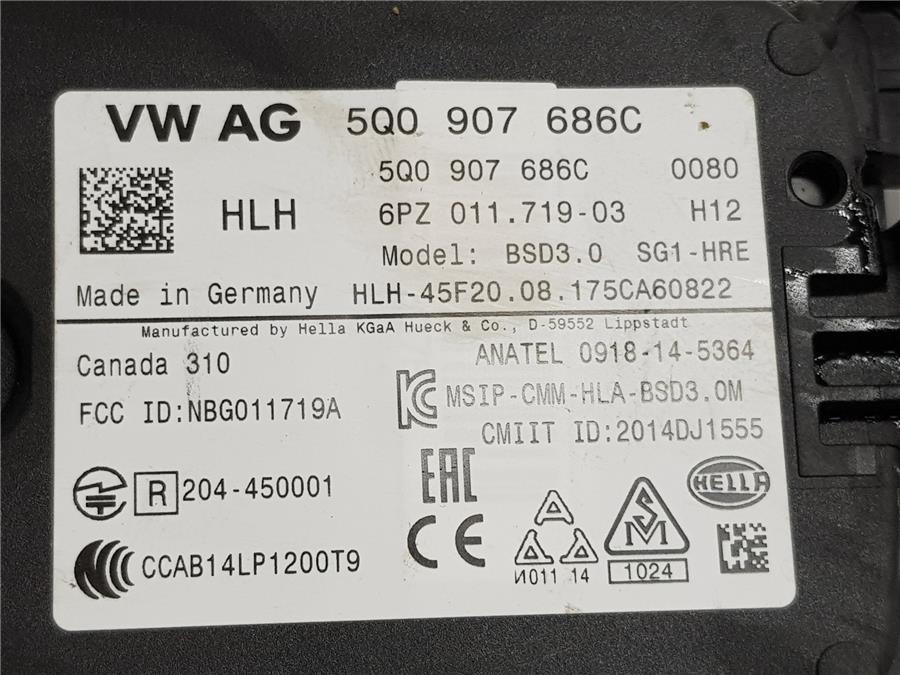 VW AG 5Q0 907 686C
5Q0 907 686C 0080
HLH 6PZ 011.719-03 H12
Model: BSD3.0 SG1-HRE
Made in Germany HLH-45F20.08.175CA60822
Manufactured by Hella KGaA Hueck & Co., D-59552 Lippstadt
Canada 310 ANATEL 0918-14-5364
FCC ID:NBG011719A MSIP-CMM-HLA-BSD3.0M
CMIIT ID:2014DJ1555
R 204-450001 EAC HELLA
CCAB14LP1200T9 CE SM
И011 14 1024